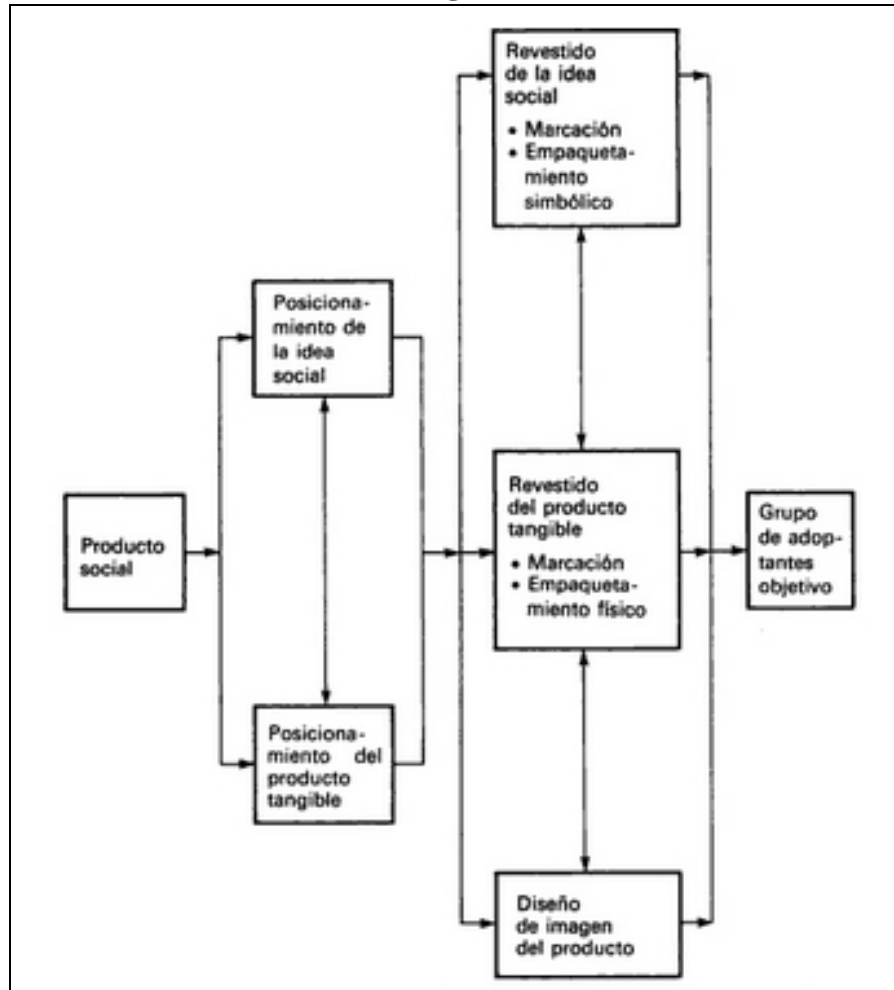 Revestido
de la idea
social
• Marcación
• Empaqueta-
miento
simbólico
Posiciona-
miento de
la idea
social
Producto
social
Revestido
del producto
tangible
• Marcación
• Empaqueta-
miento físico
Grupo
de adop-
tantes
objetivo
Posiciona-
miento del
producto
tangible
Diseño
de imagen
del producto